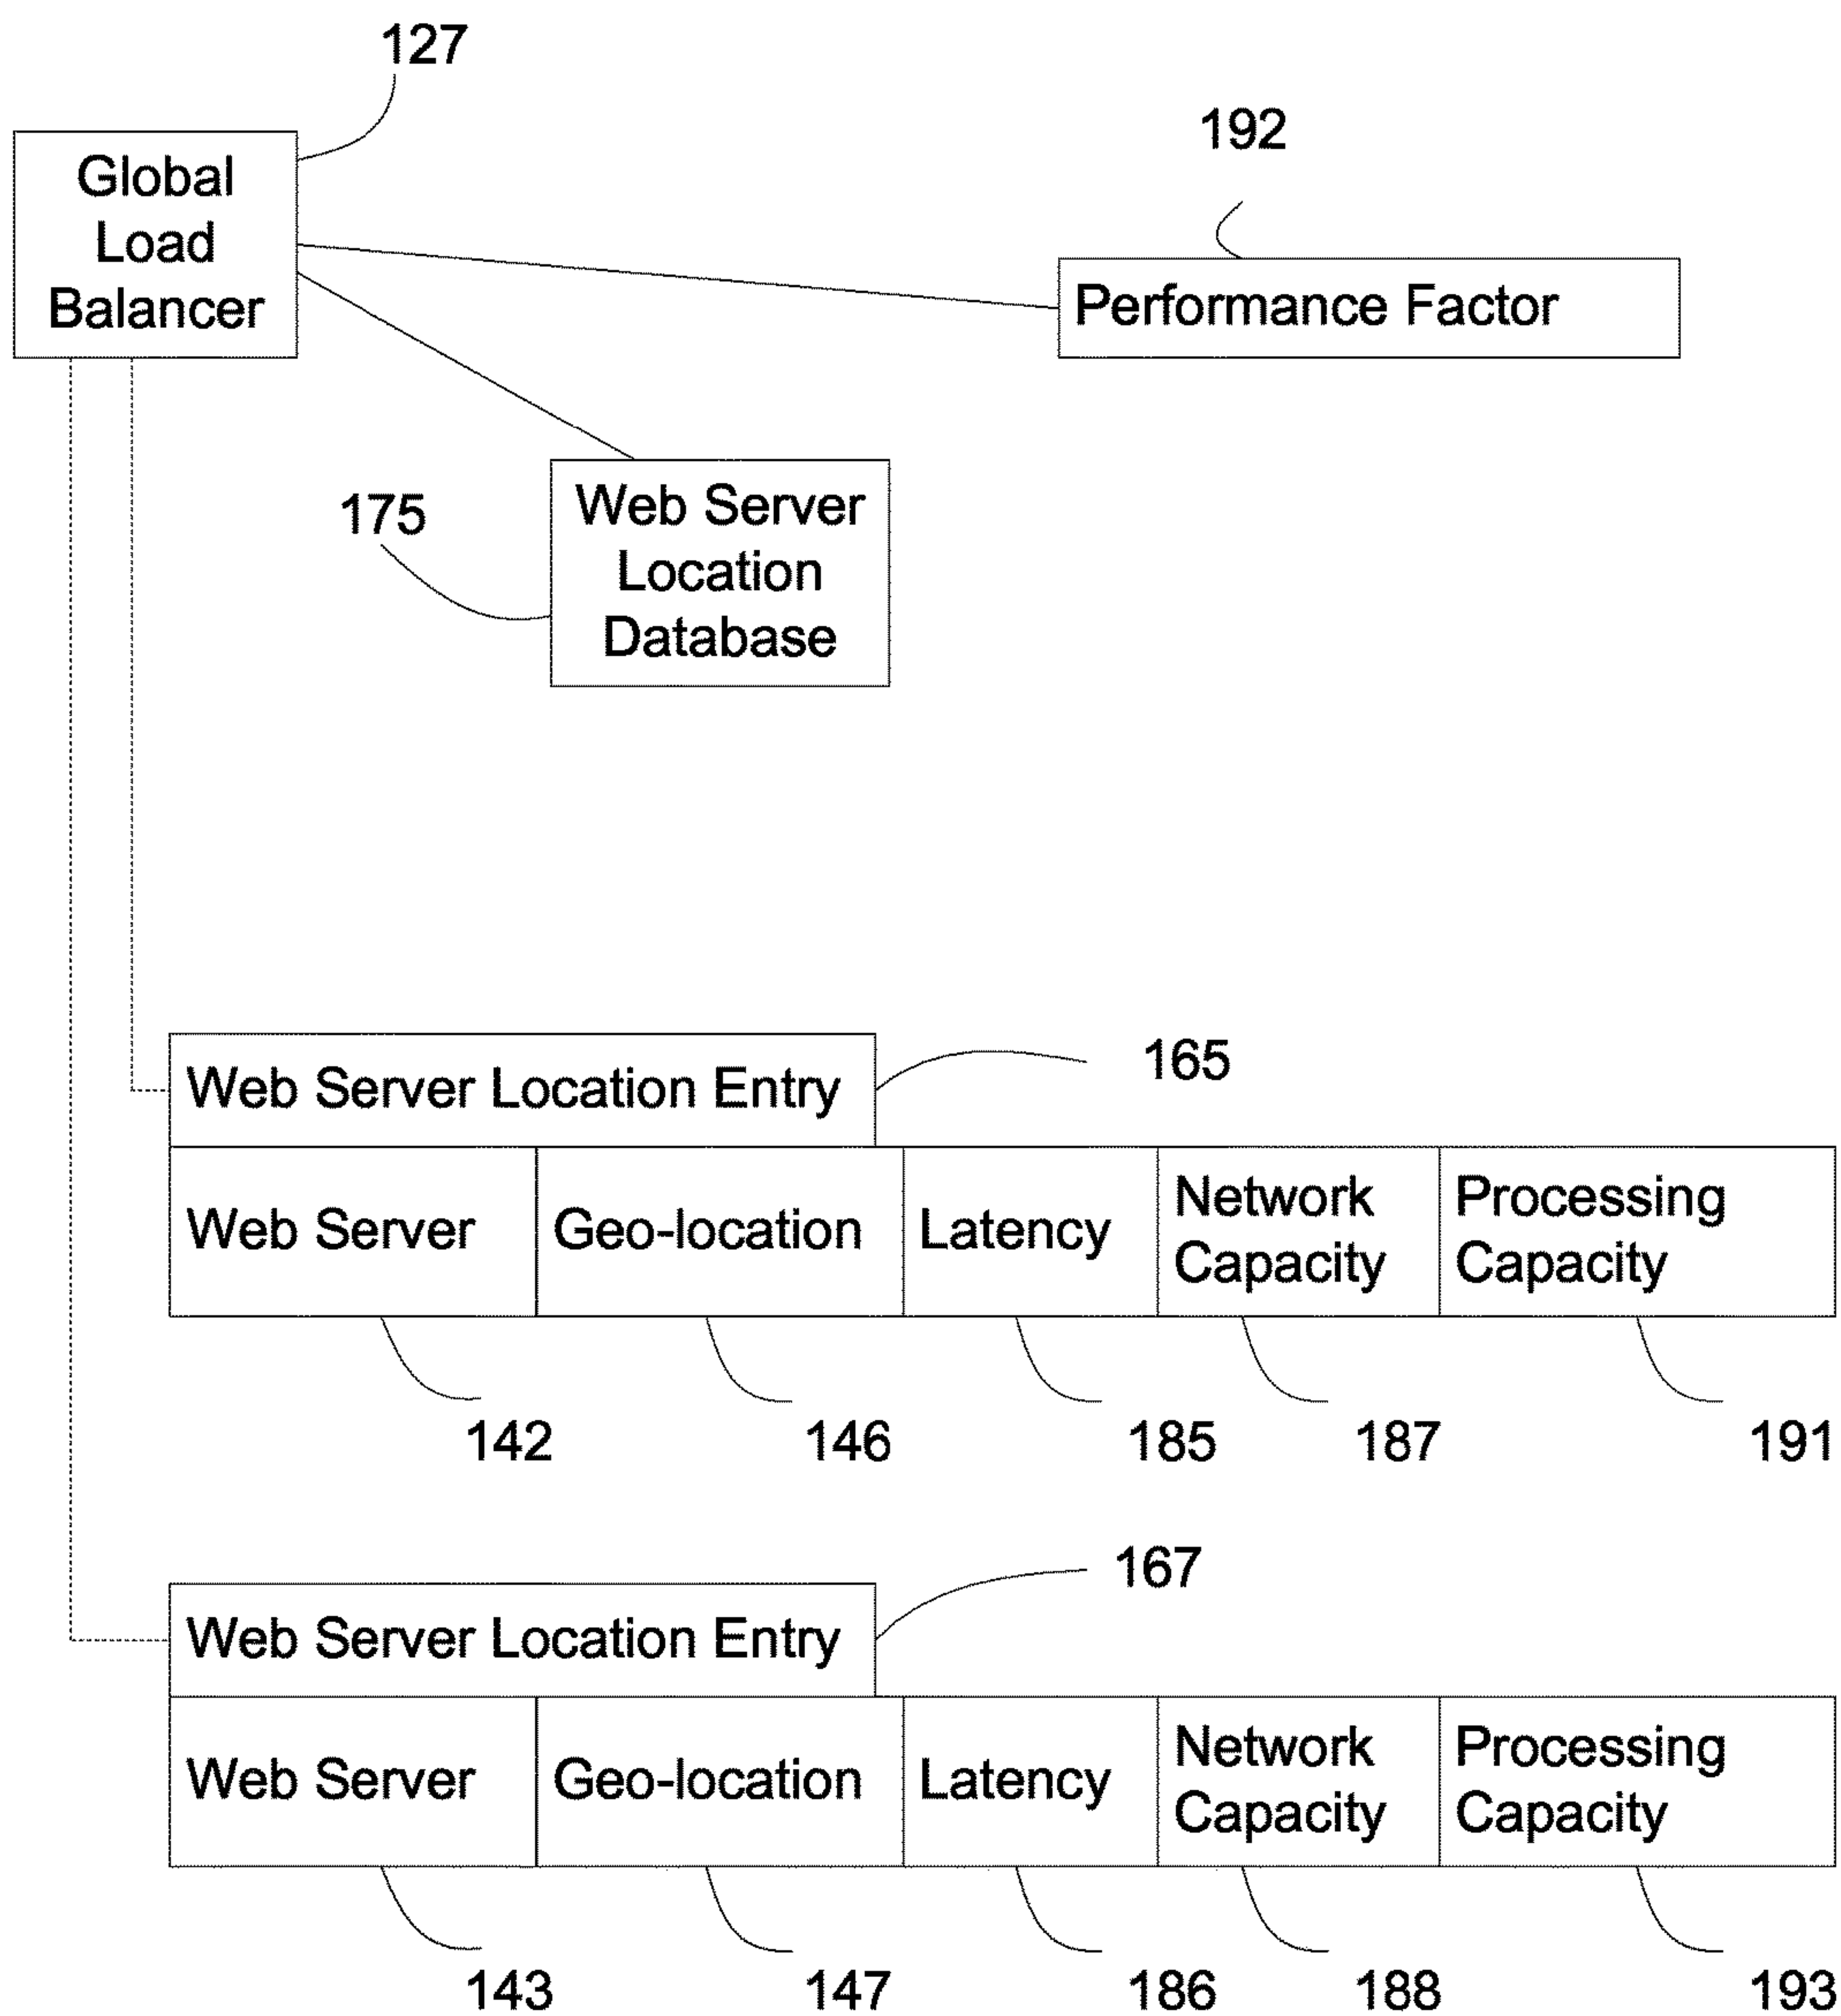 127
Global
Load
Balancer
192
Performance Factor
175
Web Server
Location
Database
Web Server Location Entry
165
Web Server
Geo-location
Latency
Network
Capacity
Processing
Capacity
142
146
185
187
191
Web Server Location Entry
167
Web Server
Geo-location
Latency
Network
Capacity
Processing
Capacity
143
147
186
188
193